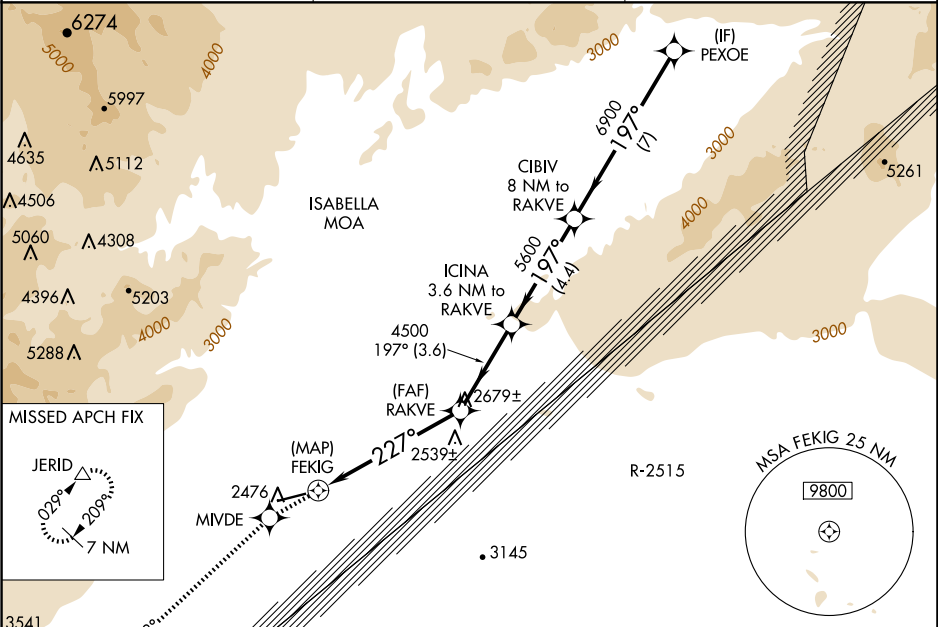 6274
5000
4000
3000
(IF)
PEXOE
5997
6900
197°
(7)
4635
5112
3000
CIBIV
8 NM to
RAKVE
5261
4506
ISABELLA
MOA
4000
5060
4308
5600
197°
(4.4)
ICINA
3.6 NM to
RAKVE
4396
5203
4000
3000
4500
197° (3.6)
3000
5288
(FAF)
RAKVE
2679±
MISSED APCH FIX
JERID
029°
209°
7 NM
(MAP)
FEKIG
227°
2539±
R-2515
MSA FEKIG 25 NM
9800
2476
MIVDE
3145
3541